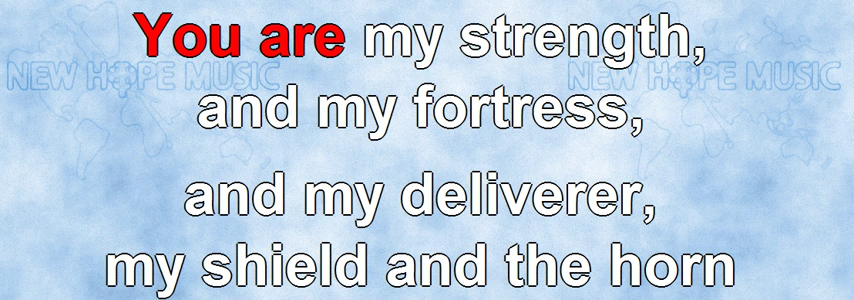 You are my strength,
NEW HOPE MUSIC NEW HOPE MUSIC
and my fortress,
and my deliverer,
my shield and the horn